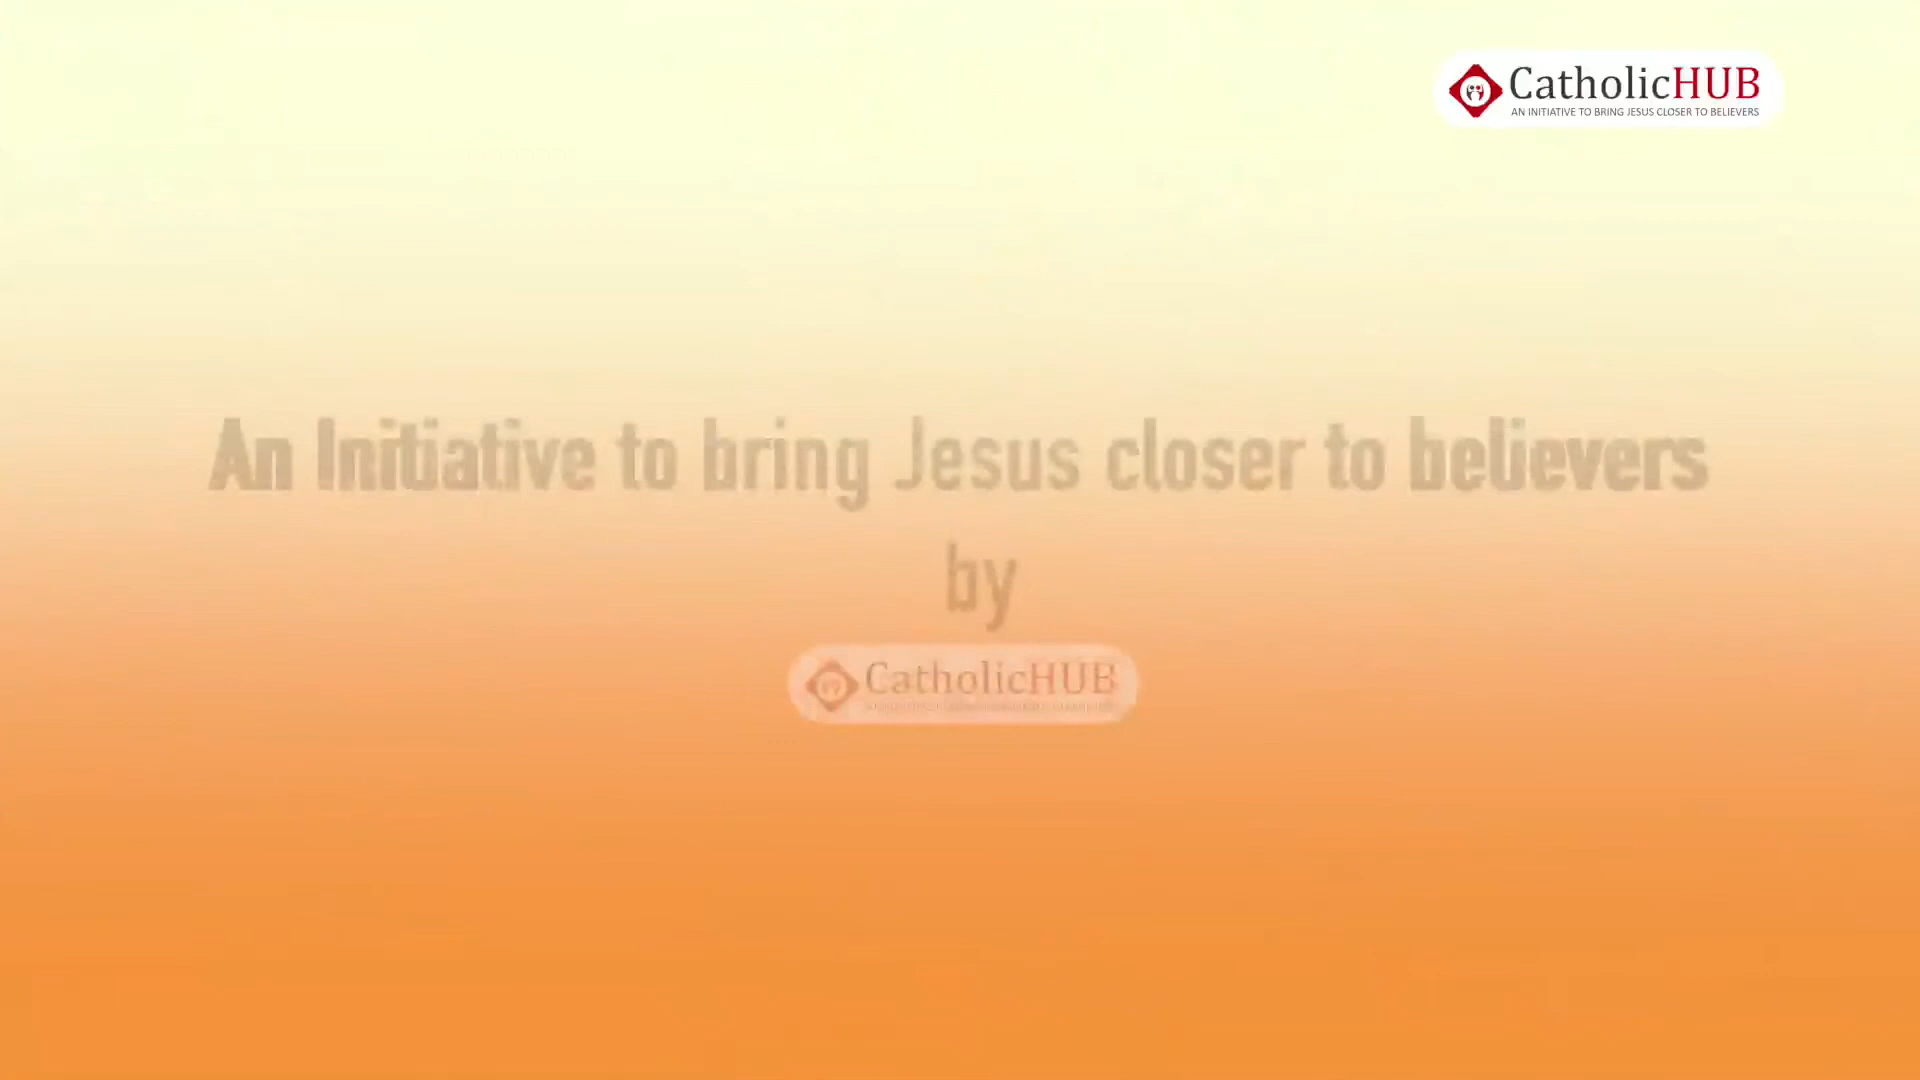 CatholicHUB
AN INITIATIVE TO BRING JESUS CLOSER TO BELIEVERS
An Initiative to bring Jesus closer to believers
by
CatholicHUB